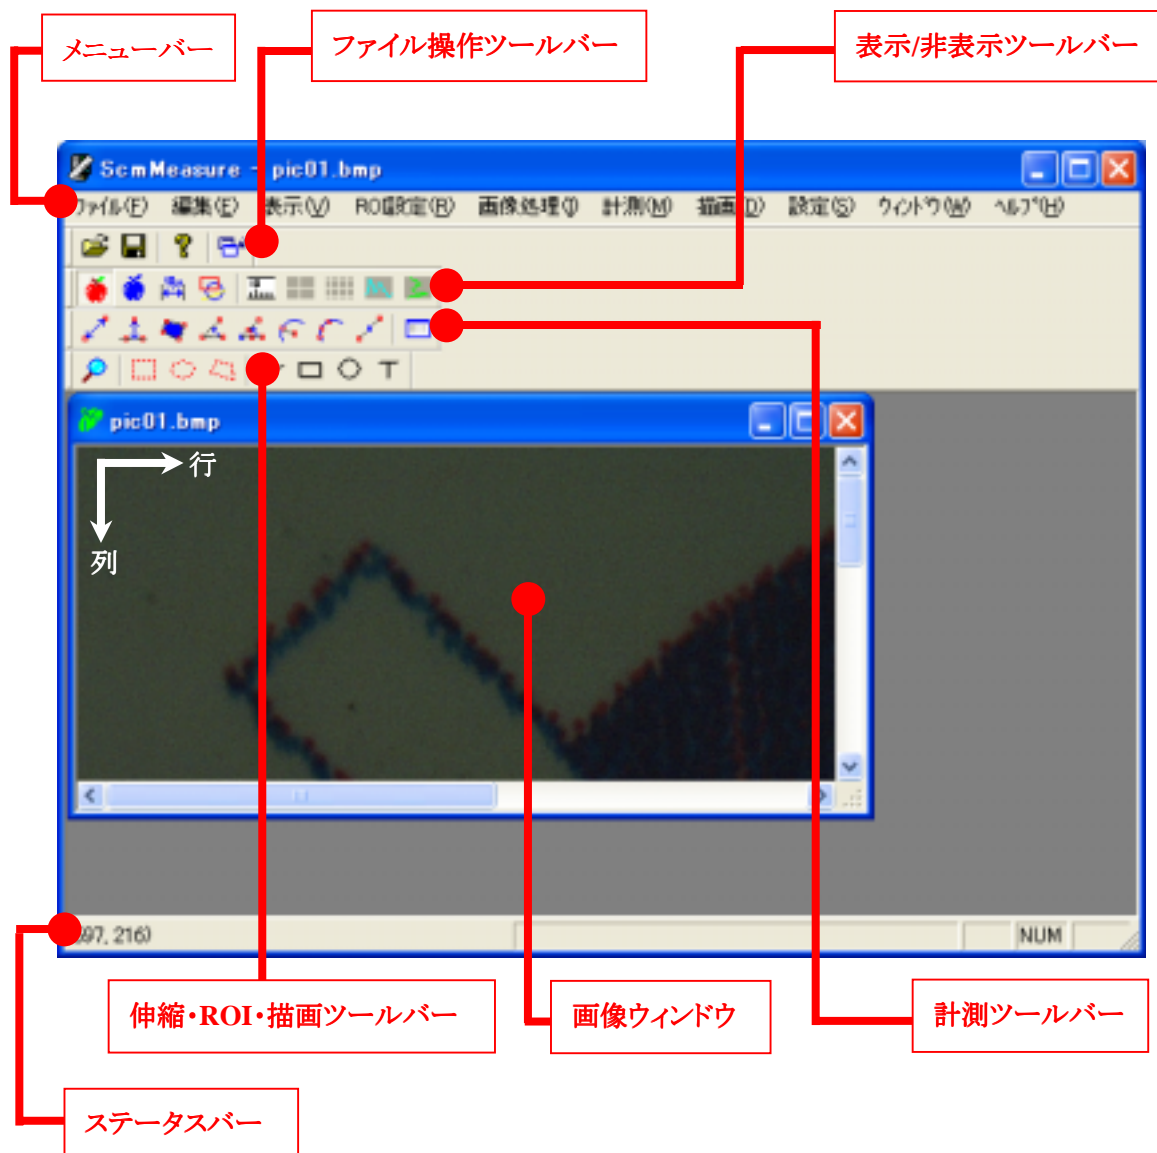 メニューバー
ファイル操作ツールバー
表示/非表示ツールバー
ScmMeasure - pic01.bmp
ファイル(F) 編集(E) 表示(V) ROI設定(R) 画像処理(I) 計測(M) 描画(D) 設定(S) ウィンドウ(W) ヘルプ(H)
pic01.bmp
行
列
97, 216)
NUM
伸縮・ROI・描画ツールバー
画像ウィンドウ
計測ツールバー
ステータスバー